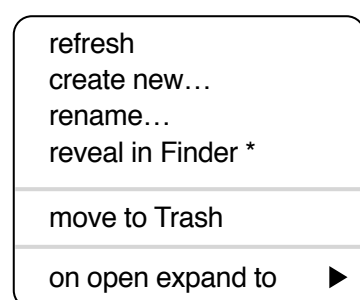 refresh
create new…
rename…
reveal in Finder *
move to Trash
on open expand to ▶